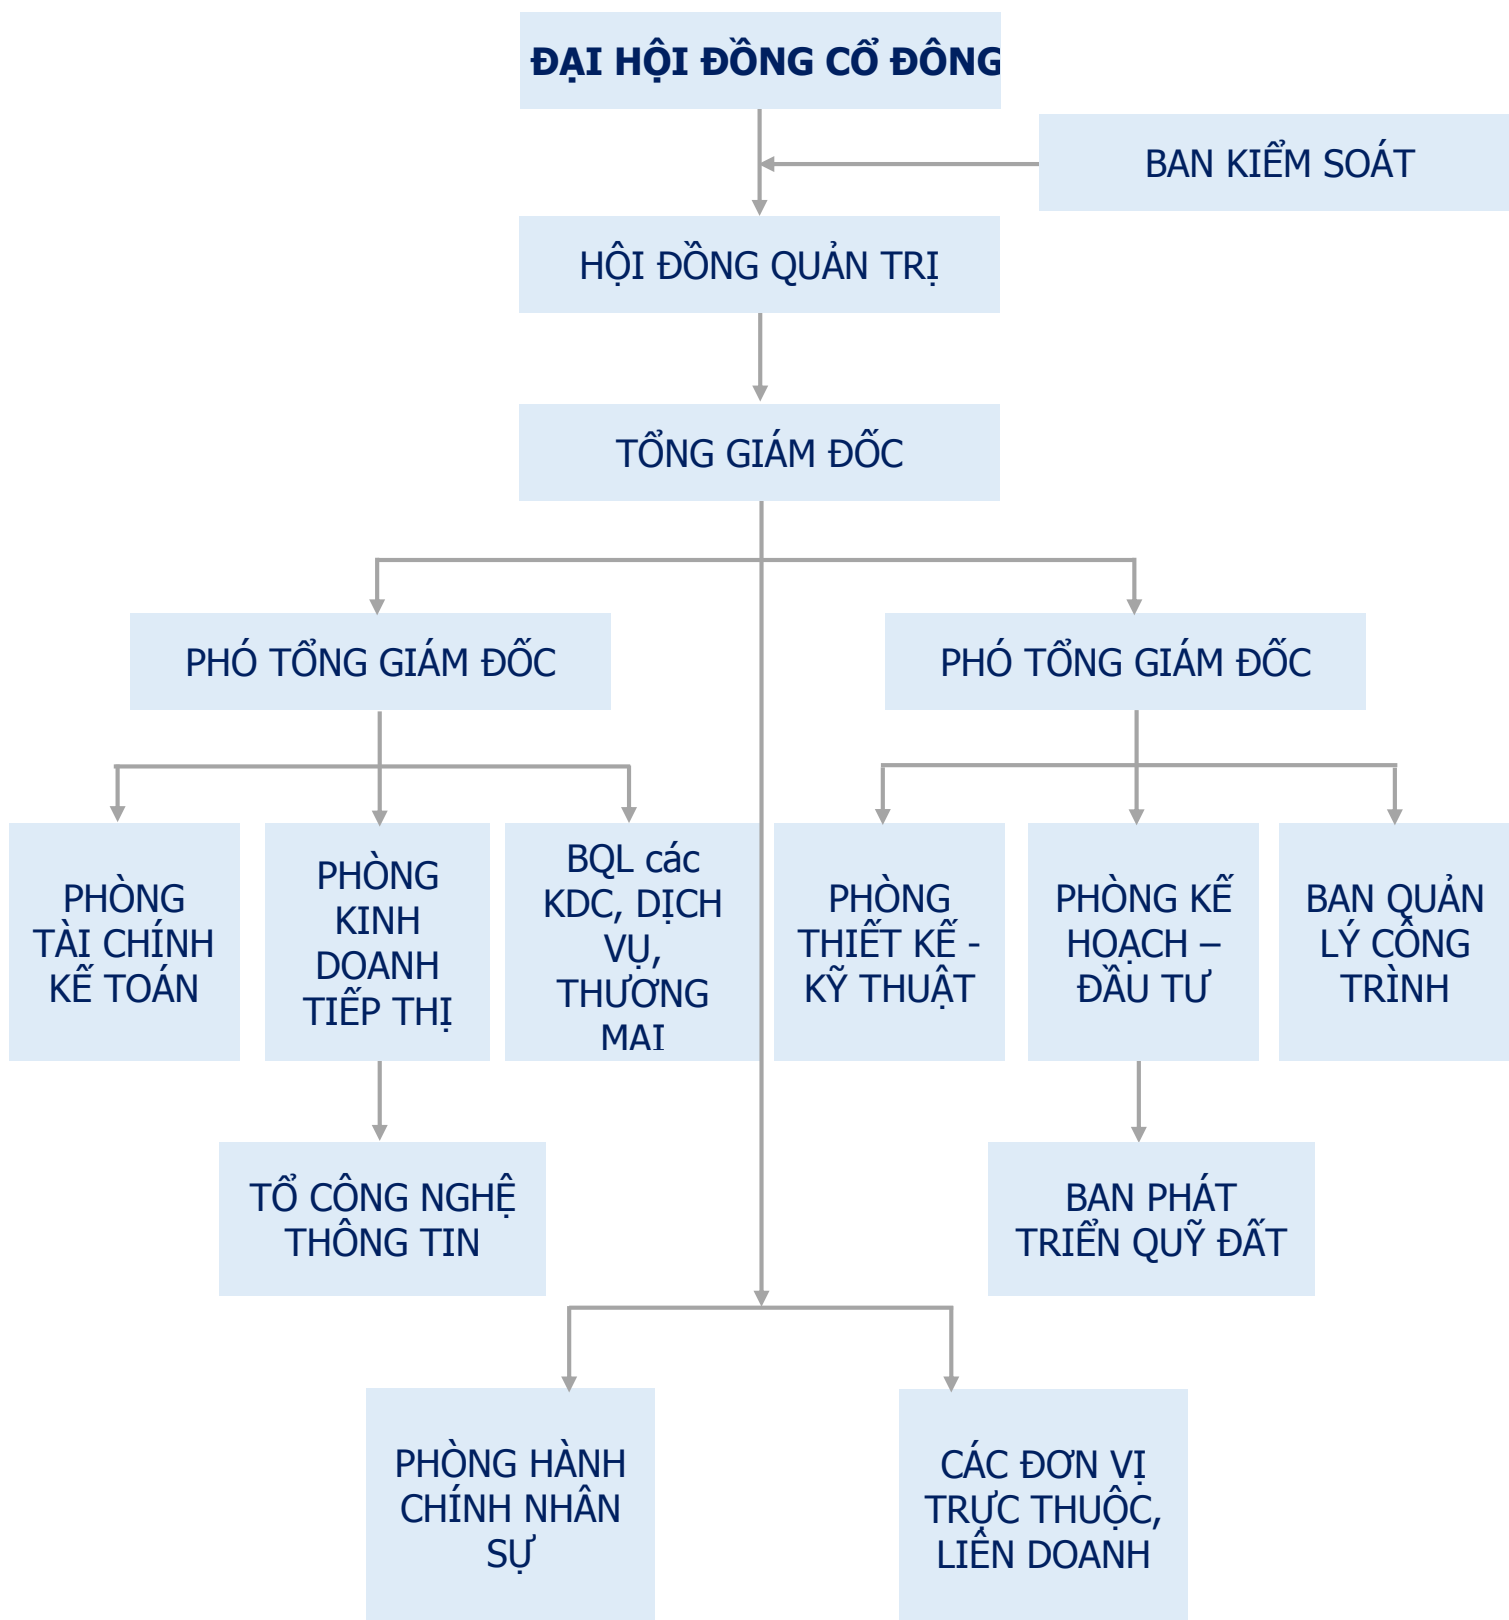 ĐẠI HỘI ĐỒNG CỔ ĐÔNG
BAN KIỂM SOÁT
HỘI ĐỒNG QUẢN TRỊ
TỔNG GIÁM ĐỐC
PHÓ TỔNG GIÁM ĐỐC
PHÓ TỔNG GIÁM ĐỐC
PHÒNG
TÀI CHÍNH
KẾ TOÁN
PHÒNG
KINH
DOANH
TIẾP THỊ
BQL các
KDC, DỊCH
VỤ,
THƯƠNG
MẠI
PHÒNG
THIẾT KẾ -
KỸ THUẬT
PHÒNG KẾ
HOẠCH –
ĐẦU TƯ
BAN QUẢN
LÝ CÔNG
TRÌNH
TỔ CÔNG NGHỆ
THÔNG TIN
BAN PHÁT
TRIỂN QUỸ ĐẤT
PHÒNG HÀNH
CHÍNH NHÂN
SỰ
CÁC ĐƠN VỊ
TRỰC THUỘC,
LIÊN DOANH